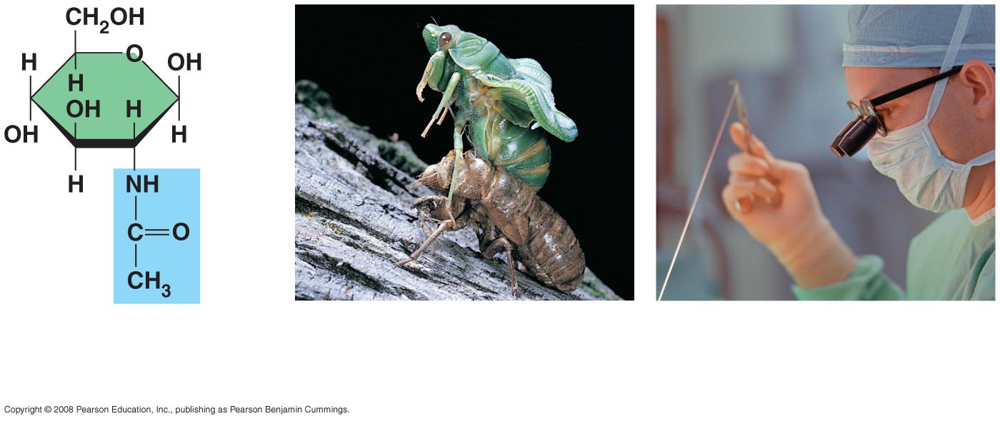 CH2OH
O
H OH
H
OH H
OH H
H NH
C=O
CH3
Copyright © 2008 Pearson Education, Inc., publishing as Pearson Benjamin Cummings.